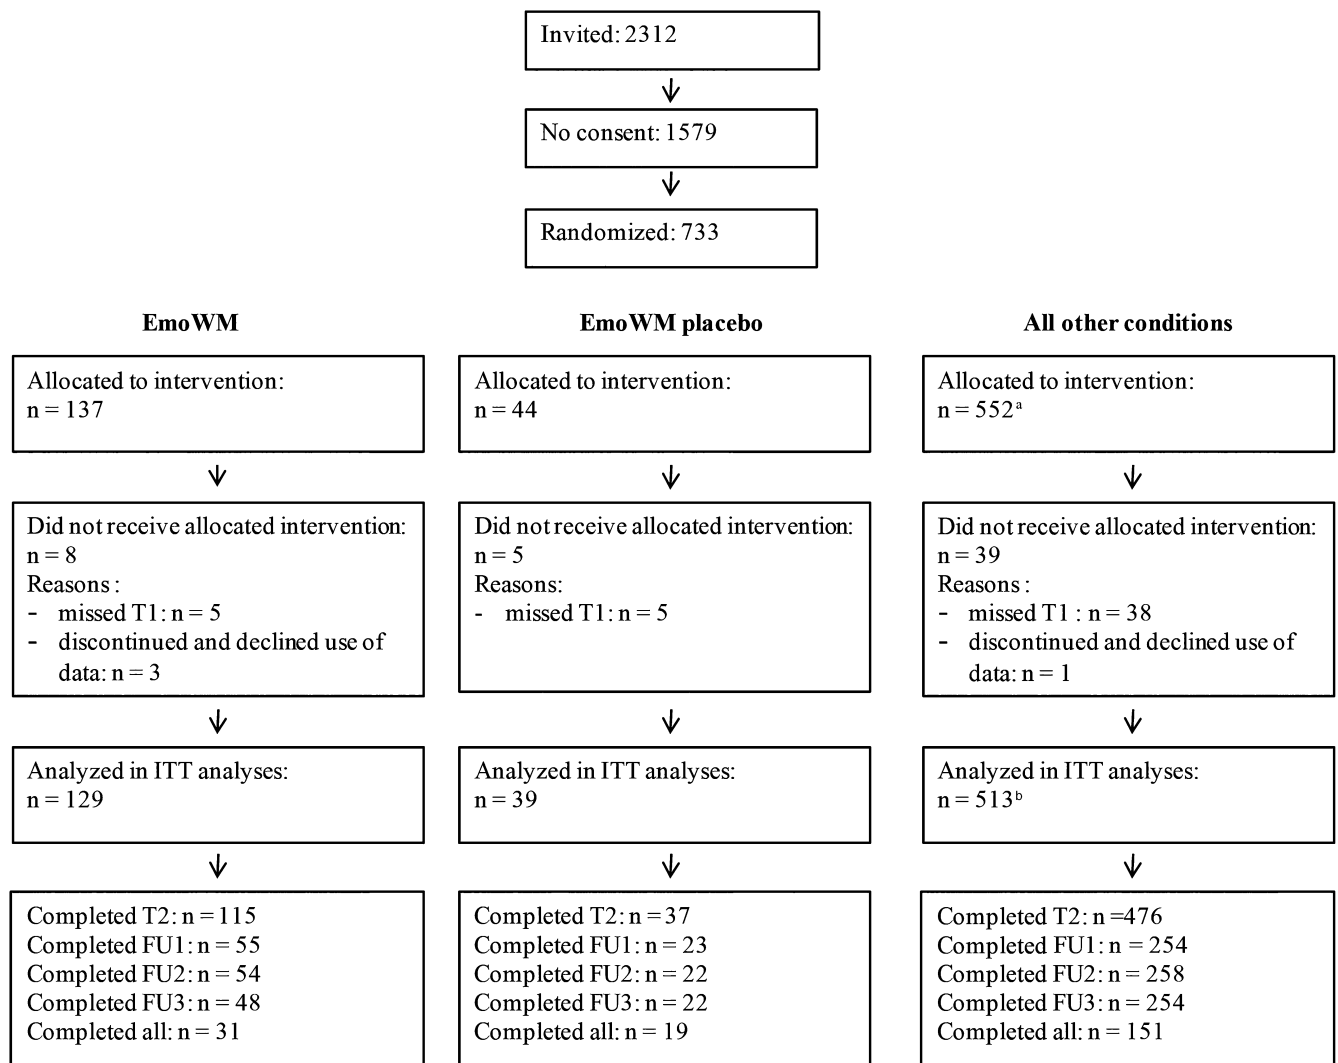 Invited: 2312
No consent: 1579
Randomized: 733
EmoWM
Allocated to intervention:
n = 137
Did not receive allocated intervention:
n = 8
Reasons :
- missed T1: n = 5
- discontinued and declined use of
data: n = 3
Analyzed in ITT analyses:
n = 129
Completed T2: n = 115
Completed FU1: n = 55
Completed FU2: n = 54
Completed FU3: n = 48
Completed all: n = 31
EmoWM placebo
Allocated to intervention:
n = 44
Did not receive allocated intervention:
n = 5
Reasons:
- missed T1: n = 5
Analyzed in ITT analyses:
n = 39
Completed T2: n = 37
Completed FU1: n = 23
Completed FU2: n = 22
Completed FU3: n = 22
Completed all: n = 19
All other conditions
Allocated to intervention:
n = 552ᵃ
Did not receive allocated intervention:
n = 39
Reasons:
- missed T1 : n = 38
- discontinued and declined use of
data: n = 1
Analyzed in ITT analyses:
n = 513ᵇ
Completed T2: n =476
Completed FU1: n = 254
Completed FU2: n = 258
Completed FU3: n = 254
Completed all: n = 151